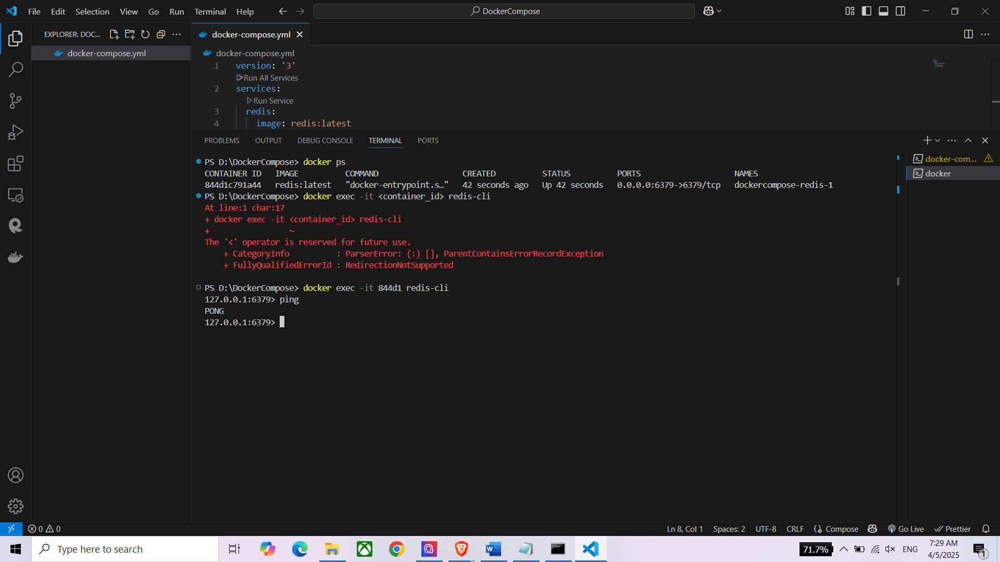 File Edit Selection View Go Run Terminal Help
DockerCompose
EXPLORER: DOC...
docker-compose.yml
docker-compose.yml
docker-compose.yml
1 version: '3'
Run All Services
2 services:
Run Service
3 redis:
4 image: redis:latest
PROBLEMS OUTPUT DEBUG CONSOLE TERMINAL PORTS
PS D:\DockerCompose> docker ps
CONTAINER ID IMAGE COMMAND CREATED STATUS PORTS NAMES
844d1c791a44 redis:latest "docker-entrypoint.s…" 42 seconds ago Up 42 seconds 0.0.0.0:6379->6379/tcp dockercompose-redis-1
PS D:\DockerCompose> docker exec -it <container_id> redis-cli
At line:1 char:17
+ docker exec -it <container_id> redis-cli
+ ~
The '<' operator is reserved for future use.
+ CategoryInfo : ParserError: (:) [], ParentContainsErrorRecordException
+ FullyQualifiedErrorId : RedirectionNotSupported
PS D:\DockerCompose> docker exec -it 844d1 redis-cli
127.0.0.1:6379> ping
PONG
127.0.0.1:6379>
docker-com...
docker
0 0
Ln 8, Col 1 Spaces: 2 UTF-8 CRLF Compose Go Live Prettier
Type here to search
71.7%
ENG
7:29 AM
4/5/2025
1